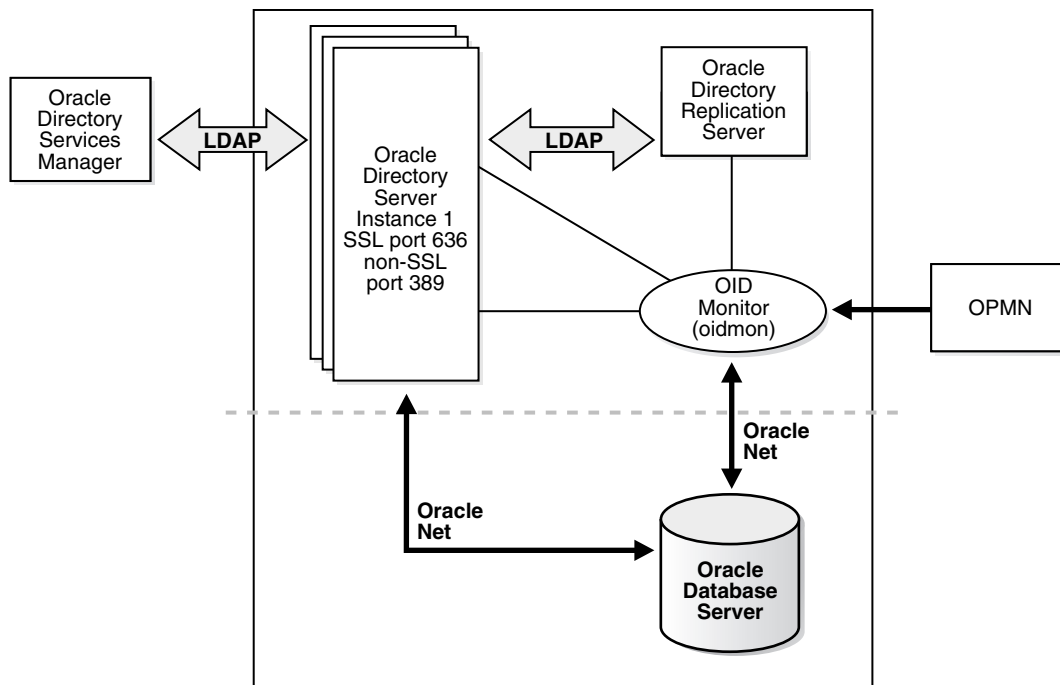 Oracle
Directory
Services
Manager
LDAP
Oracle
Directory
Server
Instance 1
SSL port 636
non-SSL
port 389
LDAP
Oracle
Directory
Replication
Server
OID
Monitor
(oidmon)
OPMN
Oracle
Net
Oracle
Net
Oracle
Database
Server